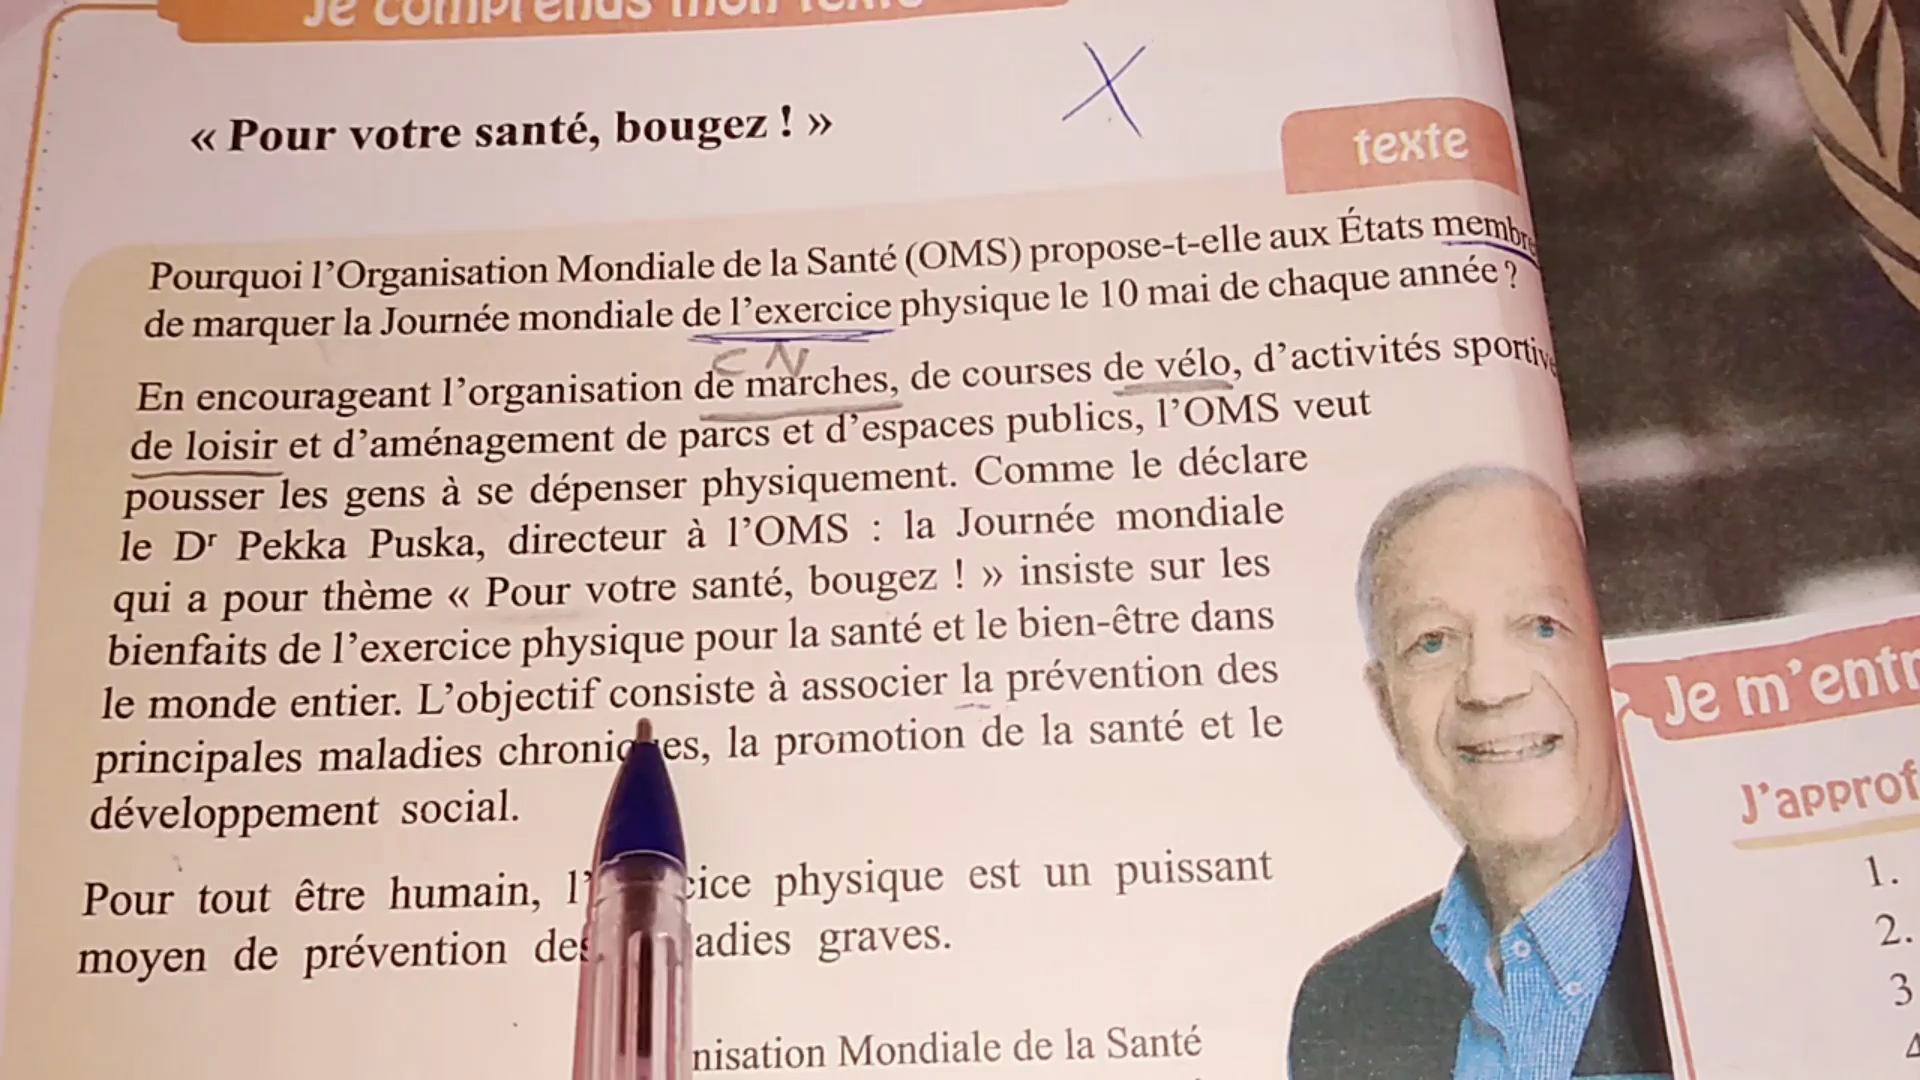 Je comprends mon texte
« Pour votre santé, bougez ! »
texte
Pourquoi l'Organisation Mondiale de la Santé (OMS) propose-t-elle aux États
de marquer la Journée mondiale de l'exercice physique le 10 mai de chaque année ?
CN
En encourageant l'organisation de marches, de courses de vélo, d'activités
de loisir et d'aménagement de parcs et d'espaces publics, l'OMS veut
pousser les gens à se dépenser physiquement. Comme le déclare
le Dr Pekka Puska, directeur à l'OMS : la Journée mondiale
qui a pour thème « Pour votre santé, bougez ! » insiste sur les
bienfaits de l'exercice physique pour la santé et le bien-être dans
le monde entier. L'objectif consiste à associer la prévention des
principales maladies chroniques, la promotion de la santé et le
développement social.
Pour tout être humain, physique est un puissant
moyen de prévention graves.
Mondiale de la Santé
Je m'entr
J'approf
1.
2.
3
4